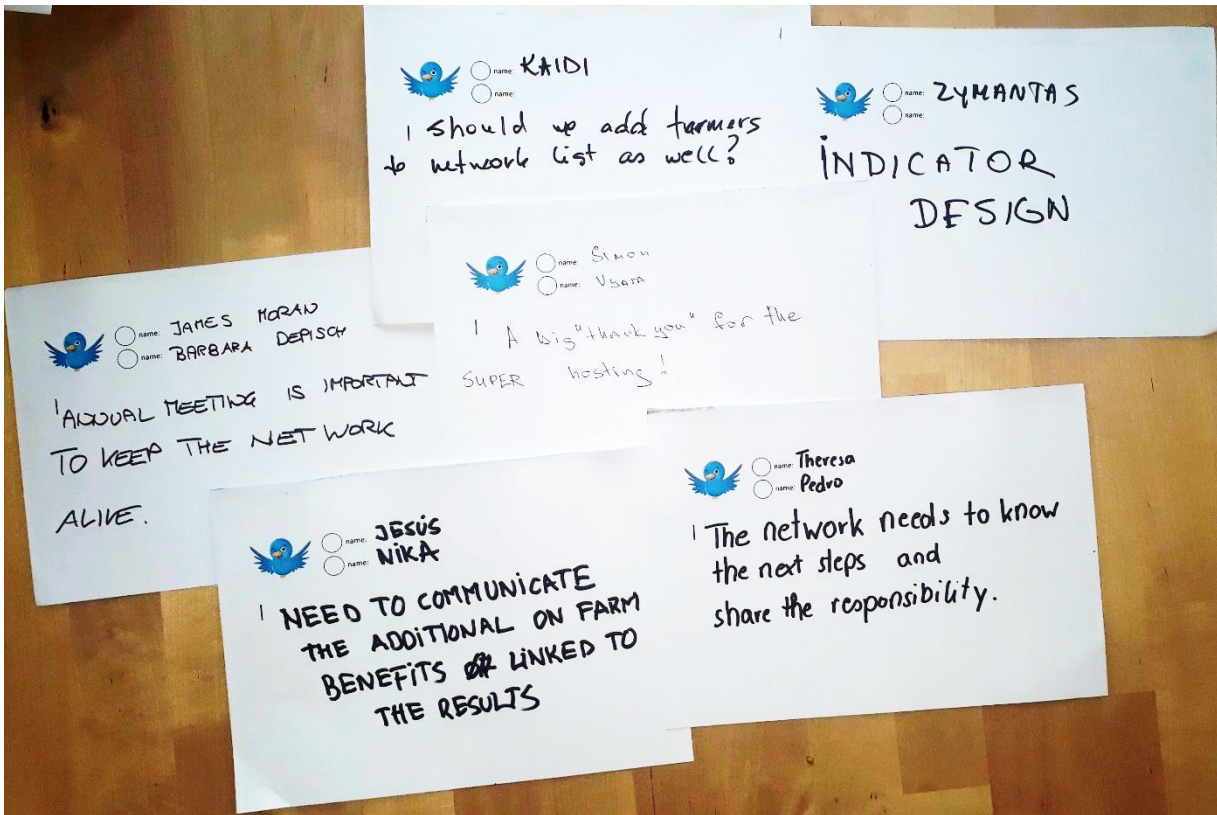 name: KAIDI
name:
! Should we add farmers
to network list as well?
name: ZYMANTAS
name:
INDICATOR
DESIGN
name: Simon
name: Vyara
! A big "thank you" for the
SUPER hosting!
name: JAMES MORAN
name: BARBARA DEPISCH
! ANNUAL MEETING IS IMPORTANT
TO KEEP THE NETWORK
ALIVE.
name: JESÚS
name: NIKA
! NEED TO COMMUNICATE
THE ADDITIONAL ON FARM
BENEFITS LINKED TO
THE RESULTS
name: Theresa
name: Pedro
! The network needs to know
the next steps and
share the responsibility.